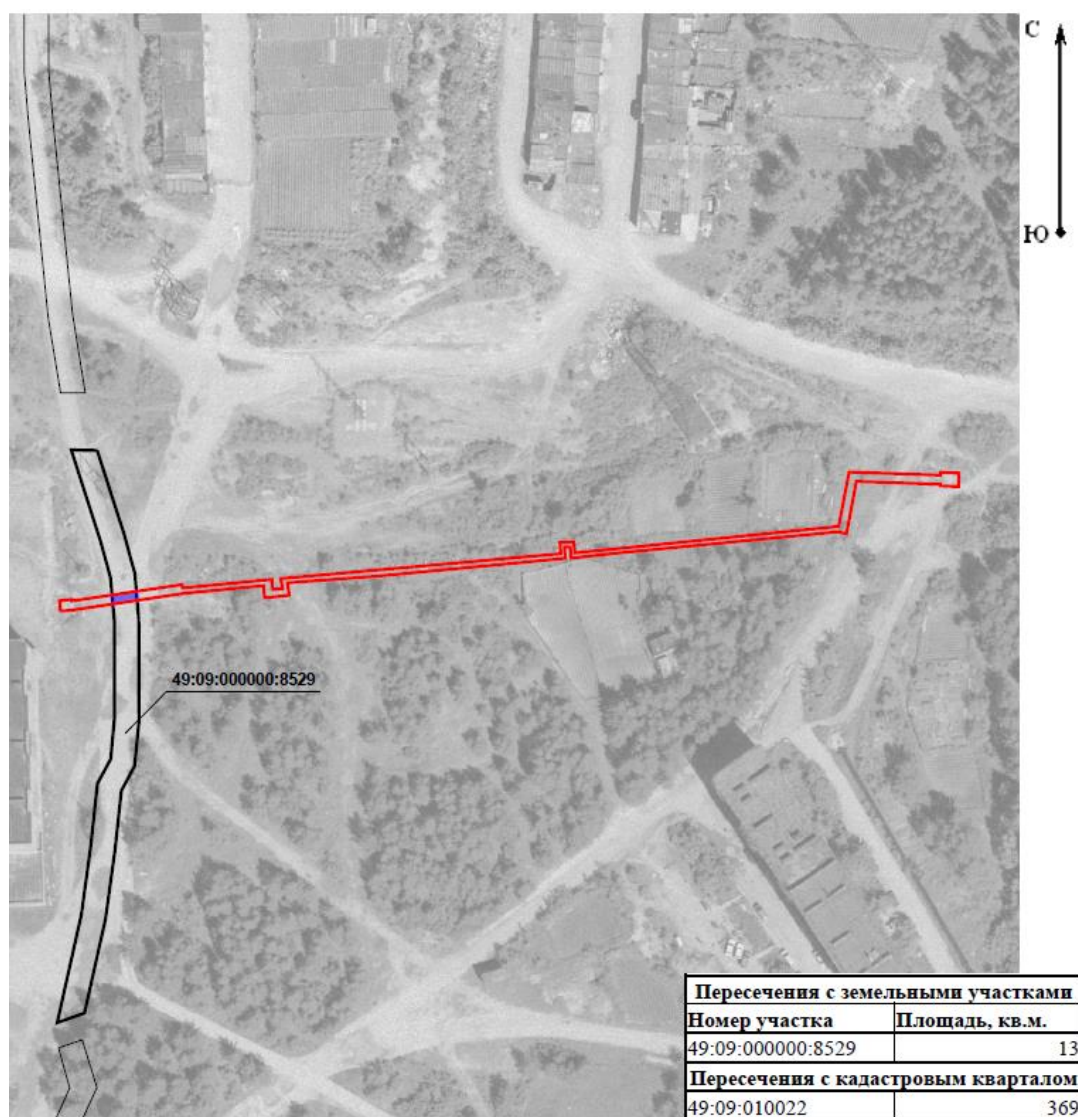 С
Ю
49:09:000000:8529
Пересечения с земельными участками
Номер участка Площадь, кв.м.
49:09:000000:8529 13
Пересечения с кадастровым кварталом
49:09:010022 369